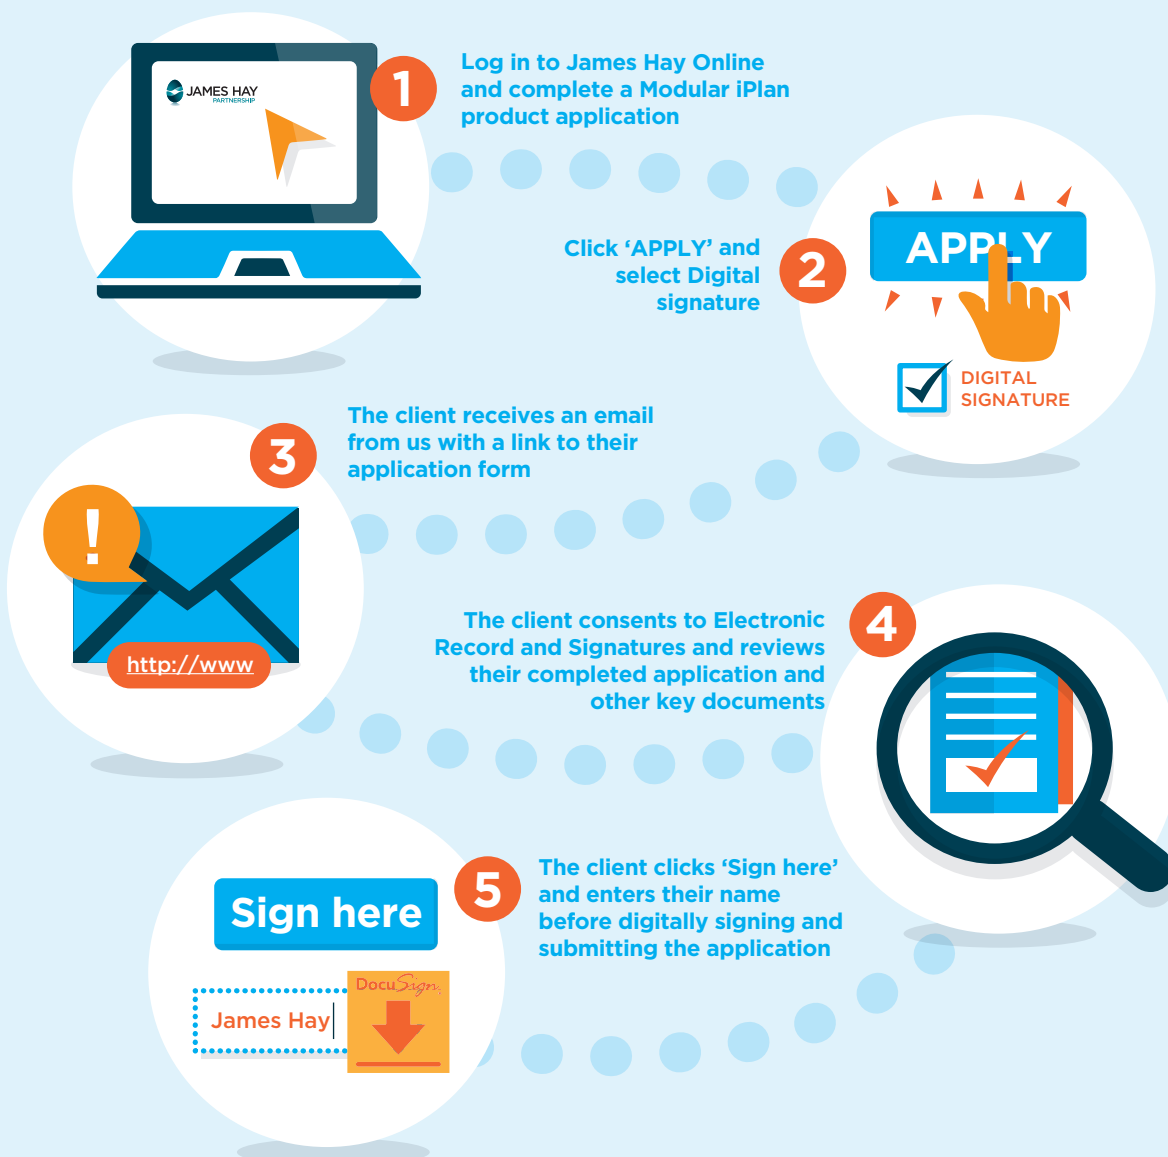 JAMES HAY
PARTNERSHIP
1
Log in to James Hay Online
and complete a Modular iPlan
product application
Click ‘APPLY’ and
select Digital
signature
2
APPLY
DIGITAL
SIGNATURE
3
The client receives an email
from us with a link to their
application form
!
http://www
The client consents to Electronic
Record and Signatures and reviews
their completed application and
other key documents
4
5
The client clicks ‘Sign here’
and enters their name
before digitally signing and
submitting the application
Sign here
DocuSign
James Hay